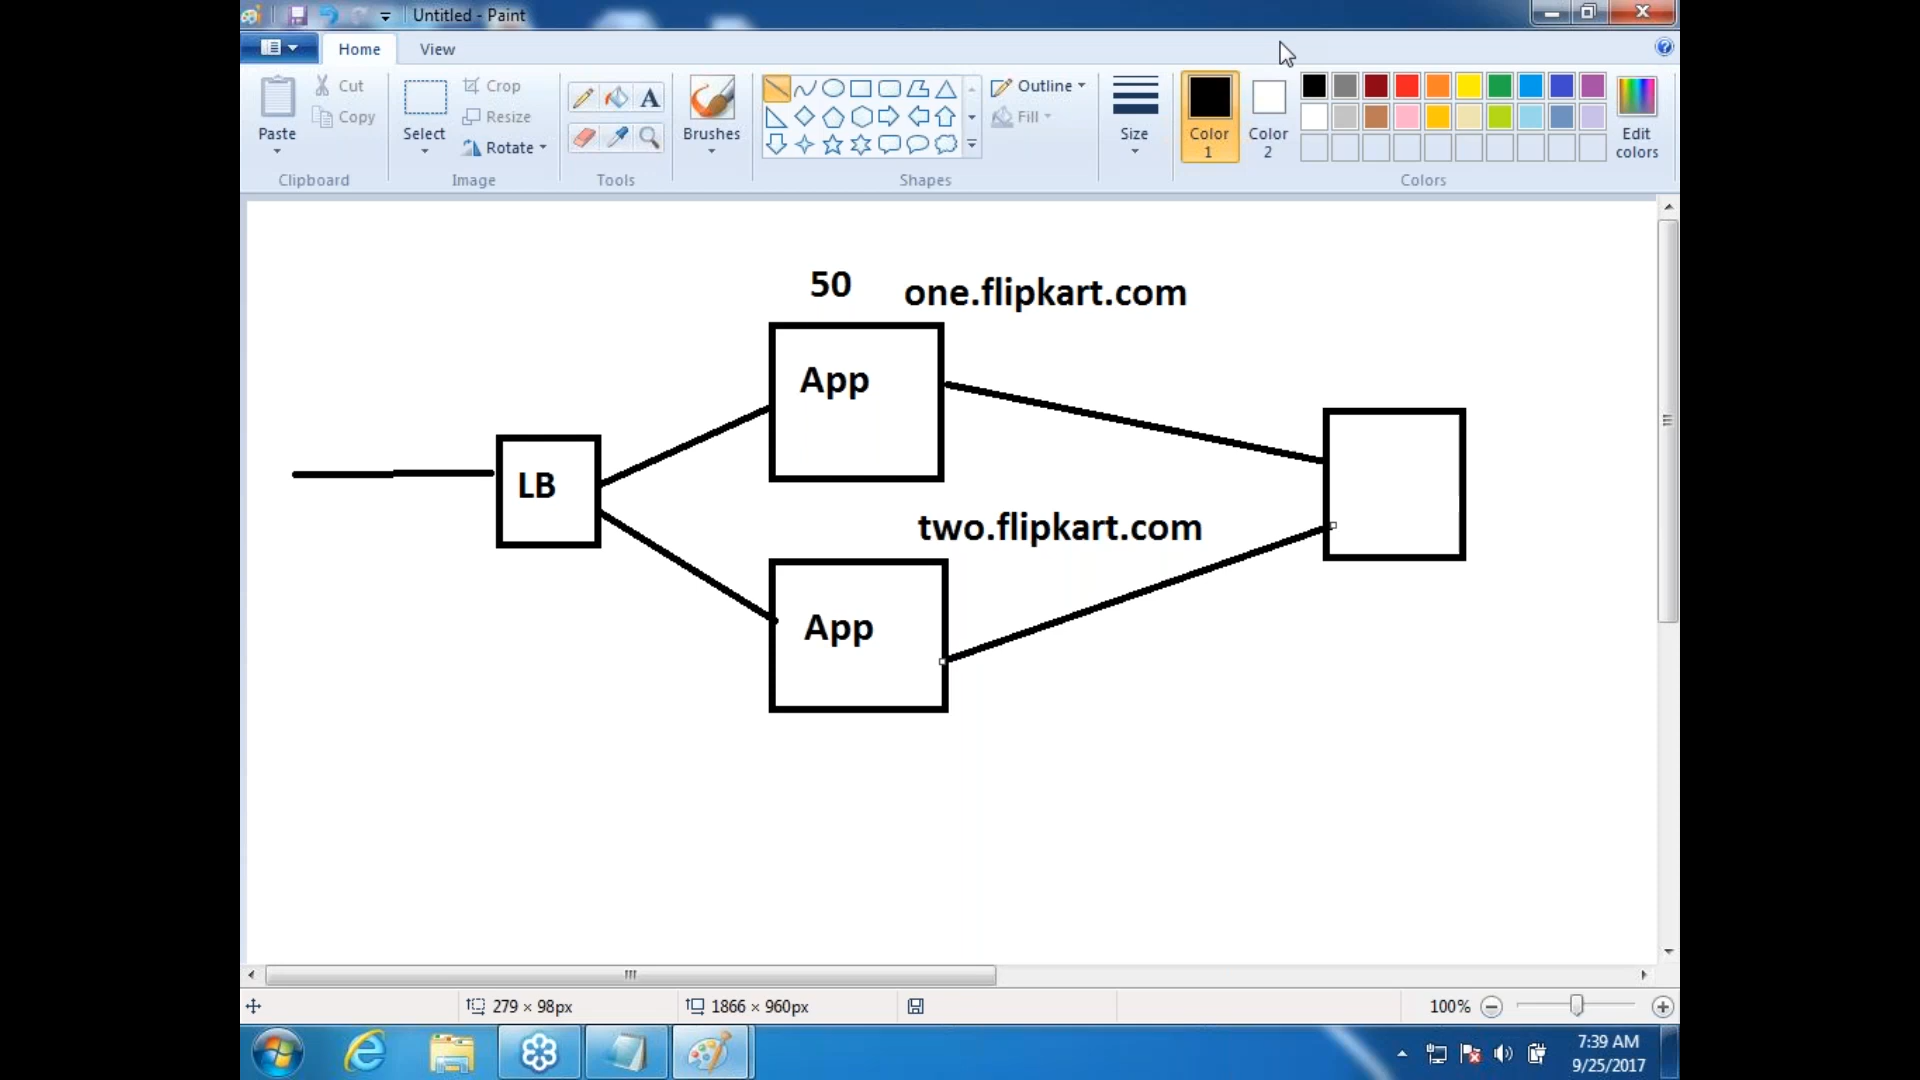 Untitled - Paint
Home View
Paste
Cut
Copy
Clipboard
Select
Crop
Resize
Rotate
Image
A
Tools
Brushes
Shapes
Outline
Fill
Size
Color 1
Color 2
Edit colors
Colors
50 one.flipkart.com
App
LB
two.flipkart.com
App
279 × 98px 1866 × 960px 100%
7:39 AM
9/25/2017